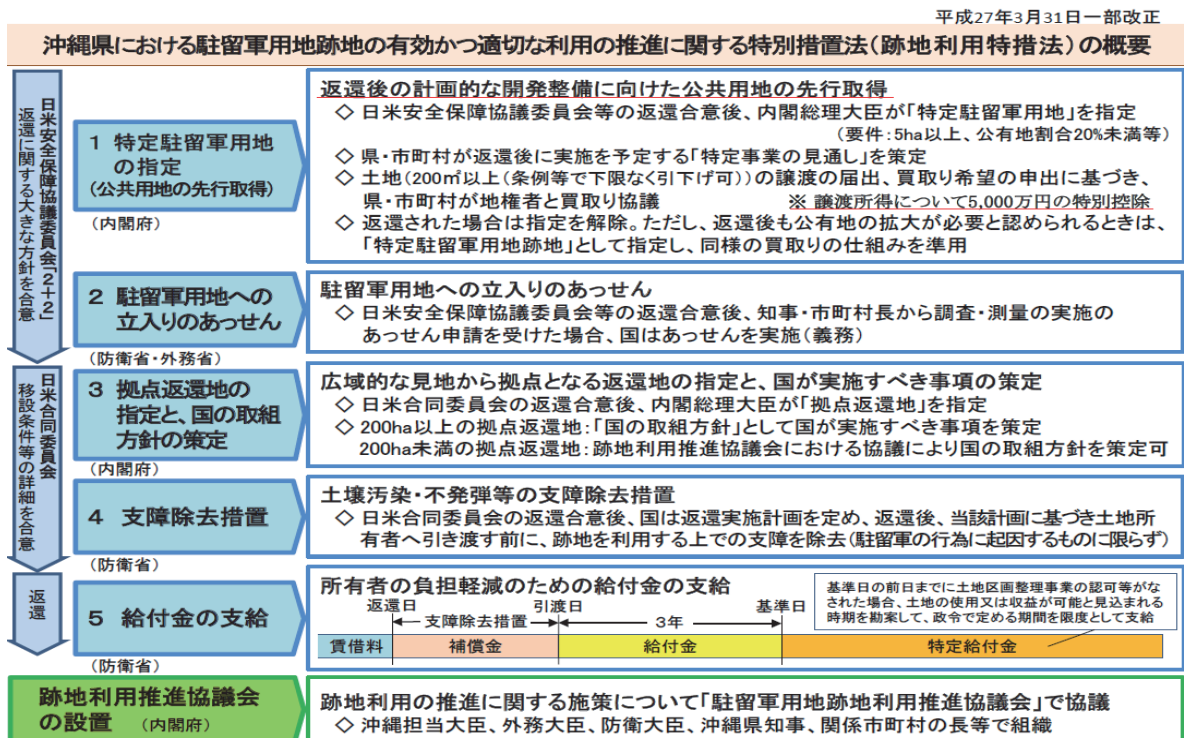 平成27年3月31日一部改正
沖縄県における駐留軍用地跡地の有効かつ適切な利用の推進に関する特別措置法(跡地利用特措法)の概要
日米安全保障協議委員会「2+2」
返還に関する大きな方針を合意
1 特定駐留軍用地
の指定
(公共用地の先行取得)
(内閣府)
返還後の計画的な開発整備に向けた公共用地の先行取得
◇ 日米安全保障協議委員会等の返還合意後、内閣総理大臣が「特定駐留軍用地」を指定
(要件:5ha以上、公有地割合20%未満等)
◇ 県・市町村が返還後に実施を予定する「特定事業の見通し」を策定
◇ 土地(200㎡以上(条例等で下限なく引下げ可))の譲渡の届出、買取り希望の申出に基づき、
県・市町村が地権者と買取り協議 ※ 譲渡所得について5,000万円の特別控除
◇ 返還された場合は指定を解除。ただし、返還後も公有地の拡大が必要と認められるときは、
「特定駐留軍用地跡地」として指定し、同様の買取りの仕組みを準用
2 駐留軍用地への
立入りのあっせん
(防衛省・外務省)
駐留軍用地への立入りのあっせん
◇ 日米安全保障協議委員会等の返還合意後、知事・市町村長から調査・測量の実施の
あっせん申請を受けた場合、国はあっせんを実施(義務)
日米合同委員会
移設条件等の詳細を合意
3 拠点返還地の
指定と、国の取組
方針の策定
(内閣府)
広域的な見地から拠点となる返還地の指定と、国が実施すべき事項の策定
◇ 日米合同委員会の返還合意後、内閣総理大臣が「拠点返還地」を指定
◇ 200ha以上の拠点返還地:「国の取組方針」として国が実施すべき事項を策定
200ha未満の拠点返還地:跡地利用推進協議会における協議により国の取組方針を策定可
4 支障除去措置
(防衛省)
土壌汚染・不発弾等の支障除去措置
◇ 日米合同委員会の返還合意後、国は返還実施計画を定め、返還後、当該計画に基づき土地所
有者へ引き渡す前に、跡地を利用する上での支障を除去(駐留軍の行為に起因するものに限らず)
返還
5 給付金の支給
(防衛省)
所有者の負担軽減のための給付金の支給
返還日 引渡日 基準日
支障除去措置 3年
賃借料 補償金 給付金 特定給付金
基準日の前日までに土地区画整理事業の認可等がな
された場合、土地の使用又は収益が可能と見込まれる
時期を勘案して、政令で定める期間を限度として支給
跡地利用推進協議会
の設置 (内閣府)
跡地利用の推進に関する施策について「駐留軍用地跡地利用推進協議会」で協議
◇ 沖縄担当大臣、外務大臣、防衛大臣、沖縄県知事、関係市町村の長等で組織